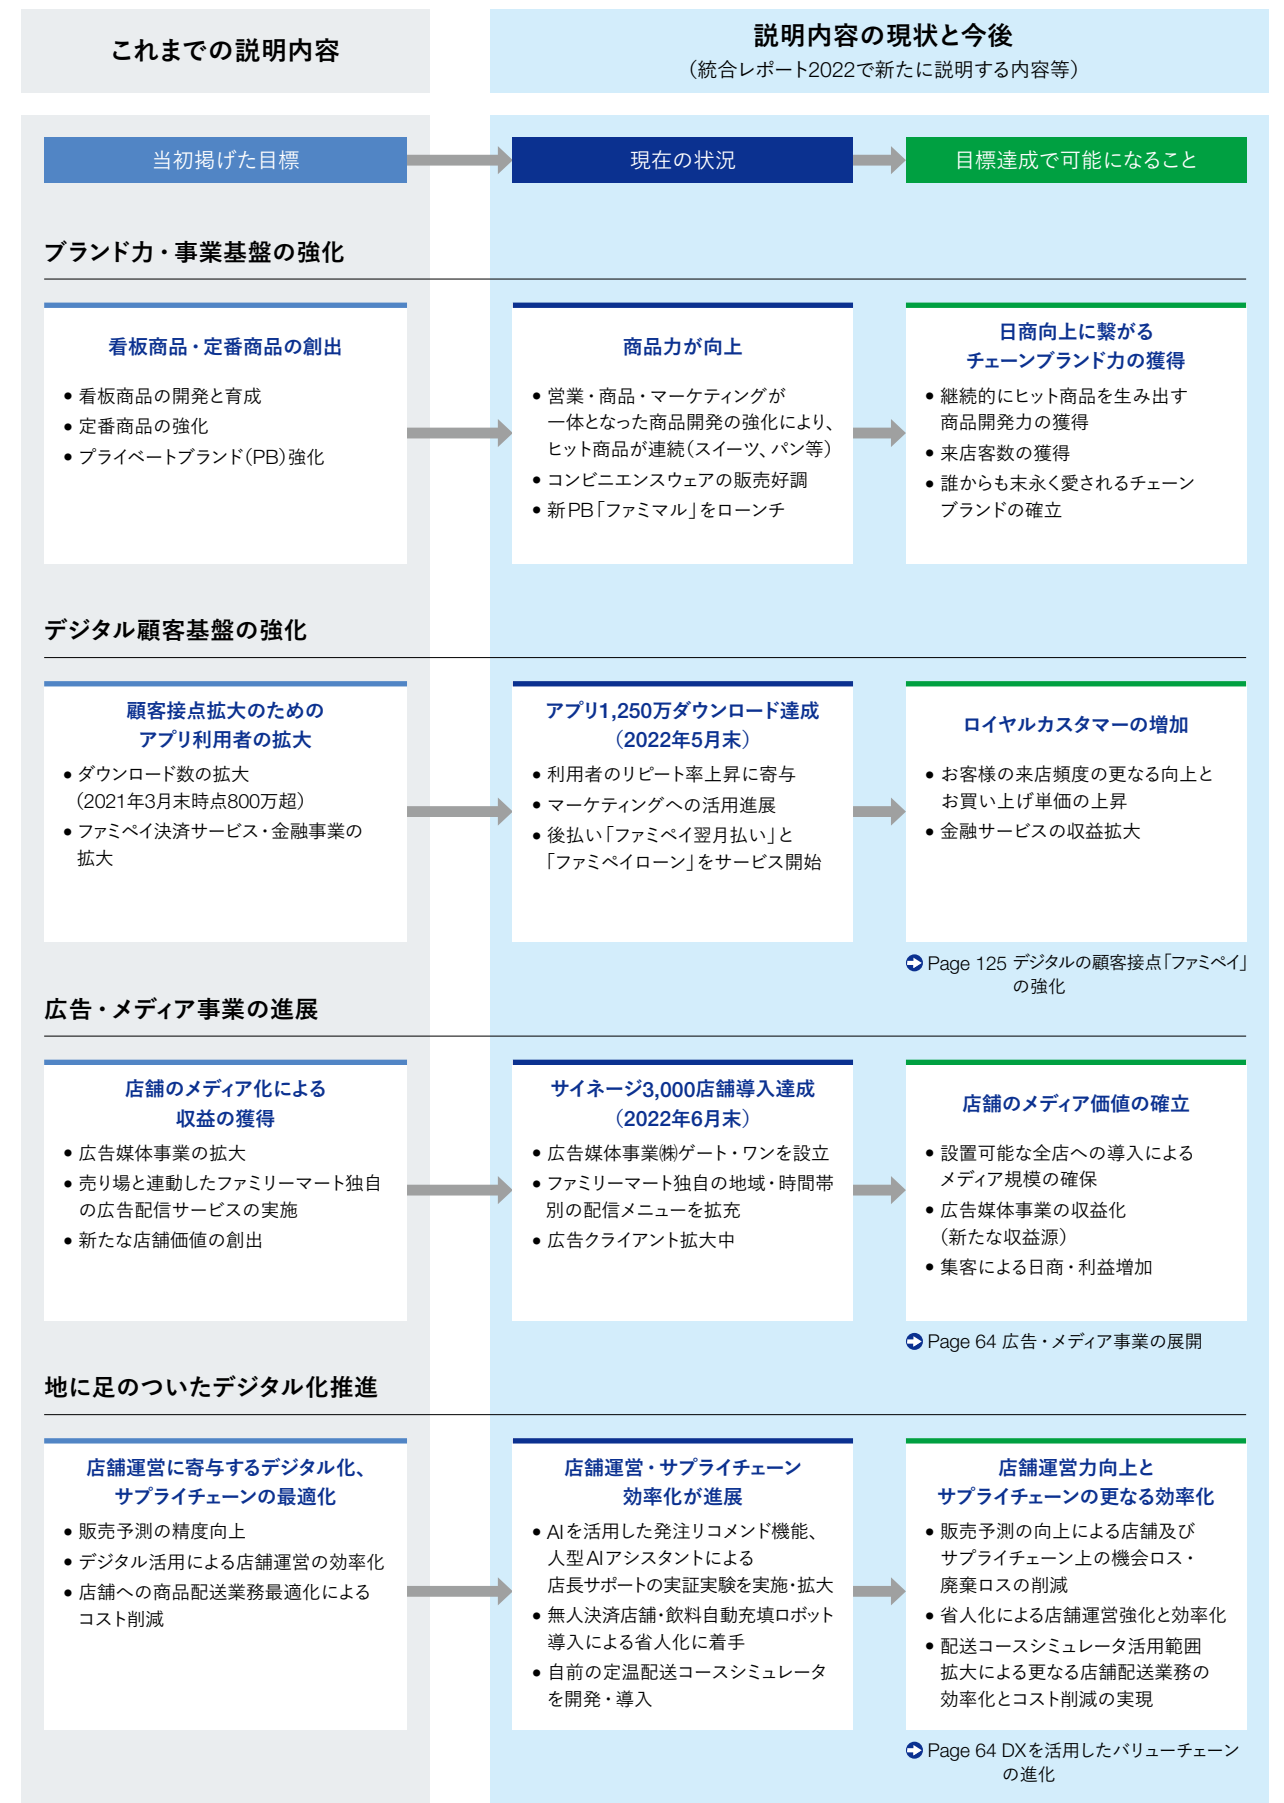 これまでの説明内容
説明内容の現状と今後
（統合レポート2022で新たに説明する内容等）
当初掲げた目標
現在の状況
目標達成で可能になること
ブランド力・事業基盤の強化
看板商品・定番商品の創出
• 看板商品の開発と育成
• 定番商品の強化
• プライベートブランド（PB）強化
商品力が向上
• 営業・商品・マーケティングが
一体となった商品開発の強化により、
ヒット商品が連続（スイーツ、パン等）
• コンビニエンスウェアの販売好調
• 新PB「ファミマル」をローンチ
日商向上に繋がる
チェーンブランド力の獲得
• 継続的にヒット商品を生み出す
商品開発力の獲得
• 来店客数の獲得
• 誰からも末永く愛されるチェーン
ブランドの確立
デジタル顧客基盤の強化
顧客接点拡大のための
アプリ利用者の拡大
• ダウンロード数の拡大
（2021年3月末時点800万超）
• ファミペイ決済サービス・金融事業の
拡大
アプリ1,250万ダウンロード達成
（2022年5月末）
• 利用者のリピート率上昇に寄与
• マーケティングへの活用進展
• 後払い「ファミペイ翌月払い」と
「ファミペイローン」をサービス開始
ロイヤルカスタマーの増加
• お客様の来店頻度の更なる向上と
お買い上げ単価の上昇
• 金融サービスの収益拡大
Page 125 デジタルの顧客接点「ファミペイ」
の強化
広告・メディア事業の進展
店舗のメディア化による
収益の獲得
• 広告媒体事業の拡大
• 売り場と連動したファミリーマート独自
の広告配信サービスの実施
• 新たな店舗価値の創出
サイネージ3,000店舗導入達成
（2022年6月末）
• 広告媒体事業㈱ゲート・ワンを設立
• ファミリーマート独自の地域・時間帯
別の配信メニューを拡充
• 広告クライアント拡大中
店舗のメディア価値の確立
• 設置可能な全店への導入による
メディア規模の確保
• 広告媒体事業の収益化
（新たな収益源）
• 集客による日商・利益増加
Page 64 広告・メディア事業の展開
地に足のついたデジタル化推進
店舗運営に寄与するデジタル化、
サプライチェーンの最適化
• 販売予測の精度向上
• デジタル活用による店舗運営の効率化
• 店舗への商品配送業務最適化による
コスト削減
店舗運営・サプライチェーン
効率化が進展
• AIを活用した発注リコメンド機能、
人型AIアシスタントによる
店長サポートの実証実験を実施・拡大
• 無人決済店舗・飲料自動充填ロボット
導入による省人化に着手
• 自前の定温配送コースシミュレータ
を開発・導入
店舗運営力向上と
サプライチェーンの更なる効率化
• 販売予測の向上による店舗及び
サプライチェーン上の機会ロス・
廃棄ロスの削減
• 省人化による店舗運営強化と効率化
• 配送コースシミュレータ活用範囲
拡大による更なる店舗配送業務の
効率化とコスト削減の実現
Page 64 DXを活用したバリューチェーン
の進化